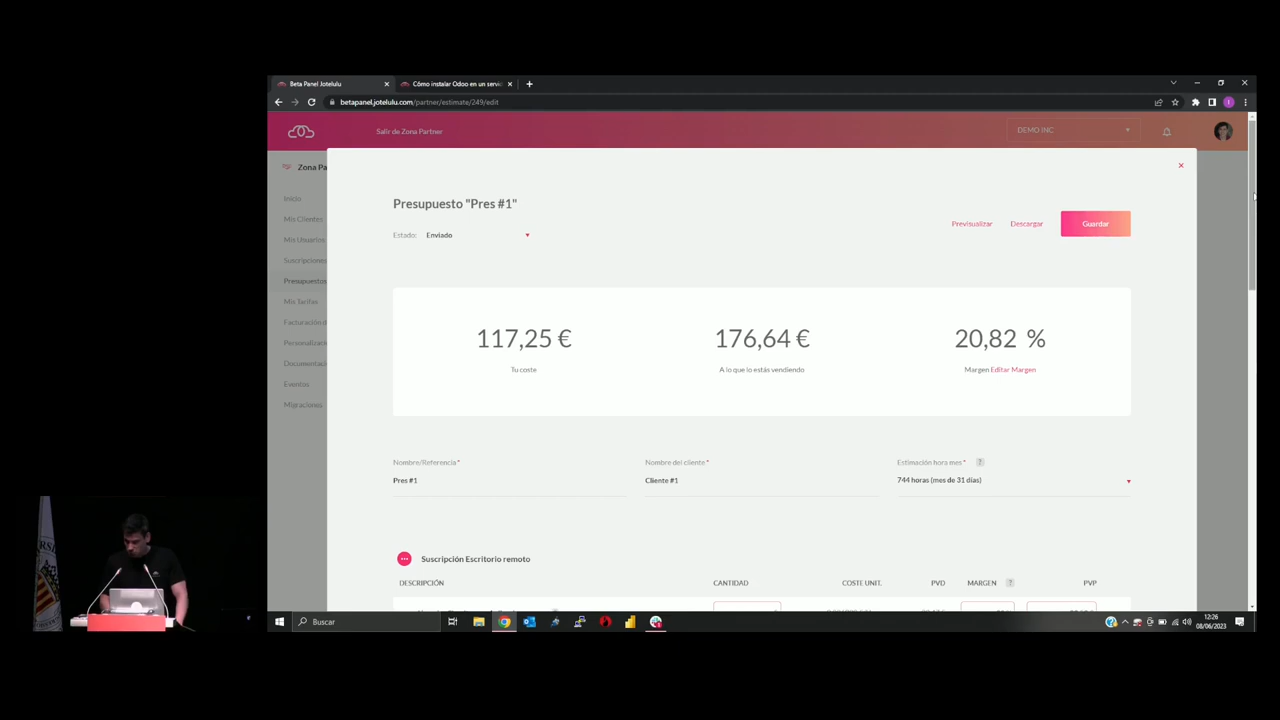 Beta Panel Jotelulu
Cómo instalar Odoo en un servi
betapanel.jotelulu.com/partner/estimate/249/edit
Salir de Zona Partner
DEMO INC
Zona Pa
Inicio
Mis Clientes
Mis Usuarios
Suscripciones
Presupuestos
Mis Tarifas
Facturación d
Personalizaci
Documentació
Eventos
Migraciones
Presupuesto "Pres #1"
Estado: Enviado
Previsualizar
Descargar
Guardar
117,25 €
176,64 €
20,82 %
Tu coste
A lo que lo estás vendiendo
Margen Editar Margen
Nombre/Referencia*
Nombre del cliente*
Estimación hora mes* ?
Pres #1
Cliente #1
744 horas (mes de 31 días)
Suscripción Escritorio remoto
DESCRIPCIÓN
CANTIDAD
COSTE UNIT.
PVD
MARGEN ?
PVP
Buscar
12:26
08/06/2023